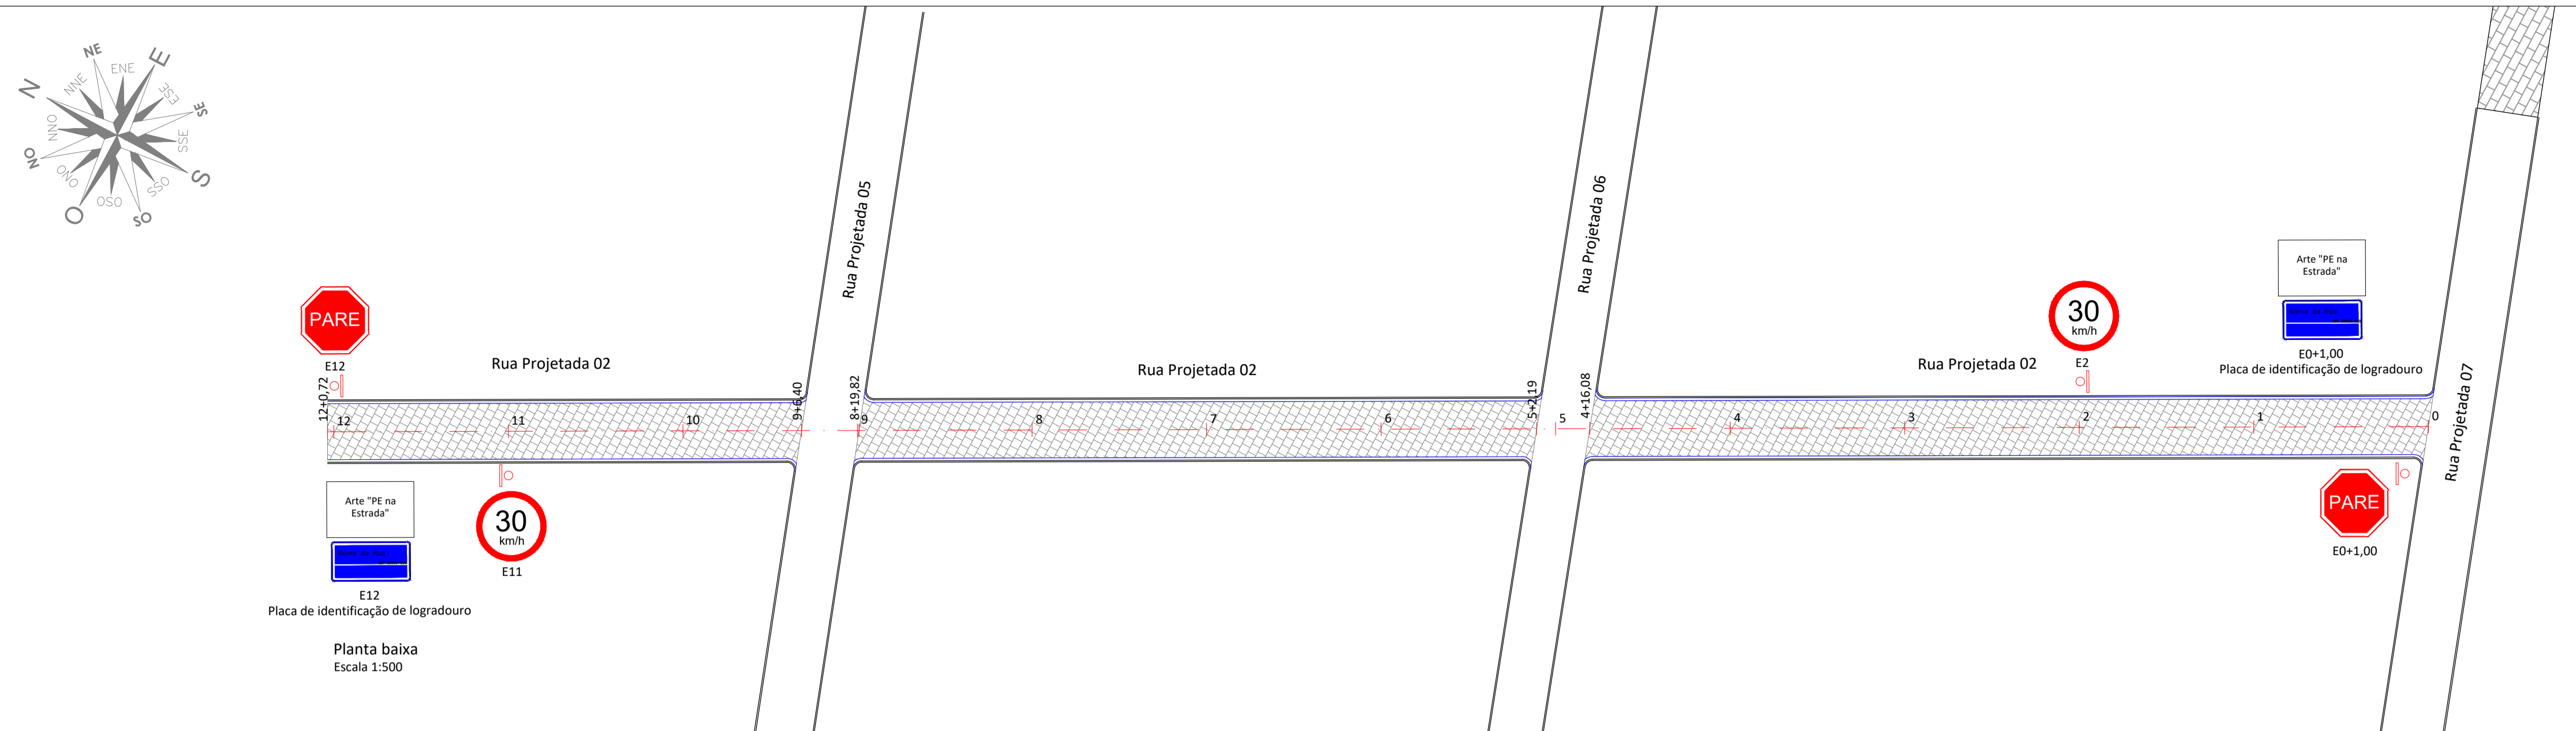 NE
E
ENE
NNE
ESE
N
SE
NNO
SSE
NO
ONO
S
SSO
OSO
O
SO
Rua Projetada 05
Rua Projetada 06
Arte "PE na
Estrada"
30
km/h
E2
PARE
E12
Rua Projetada 02
Rua Projetada 02
Rua Projetada 02
E0+1,00
Placa de identificação de logradouro
Rua Projetada 07
12+0,72
9+6,40
8+19,82
5+2,19
4+16,08
12
11
10
9
8
7
6
5
4
3
2
1
0
Arte "PE na
Estrada"
30
km/h
E11
PARE
E0+1,00
E12
Placa de identificação de logradouro
Planta baixa
Escala 1:500